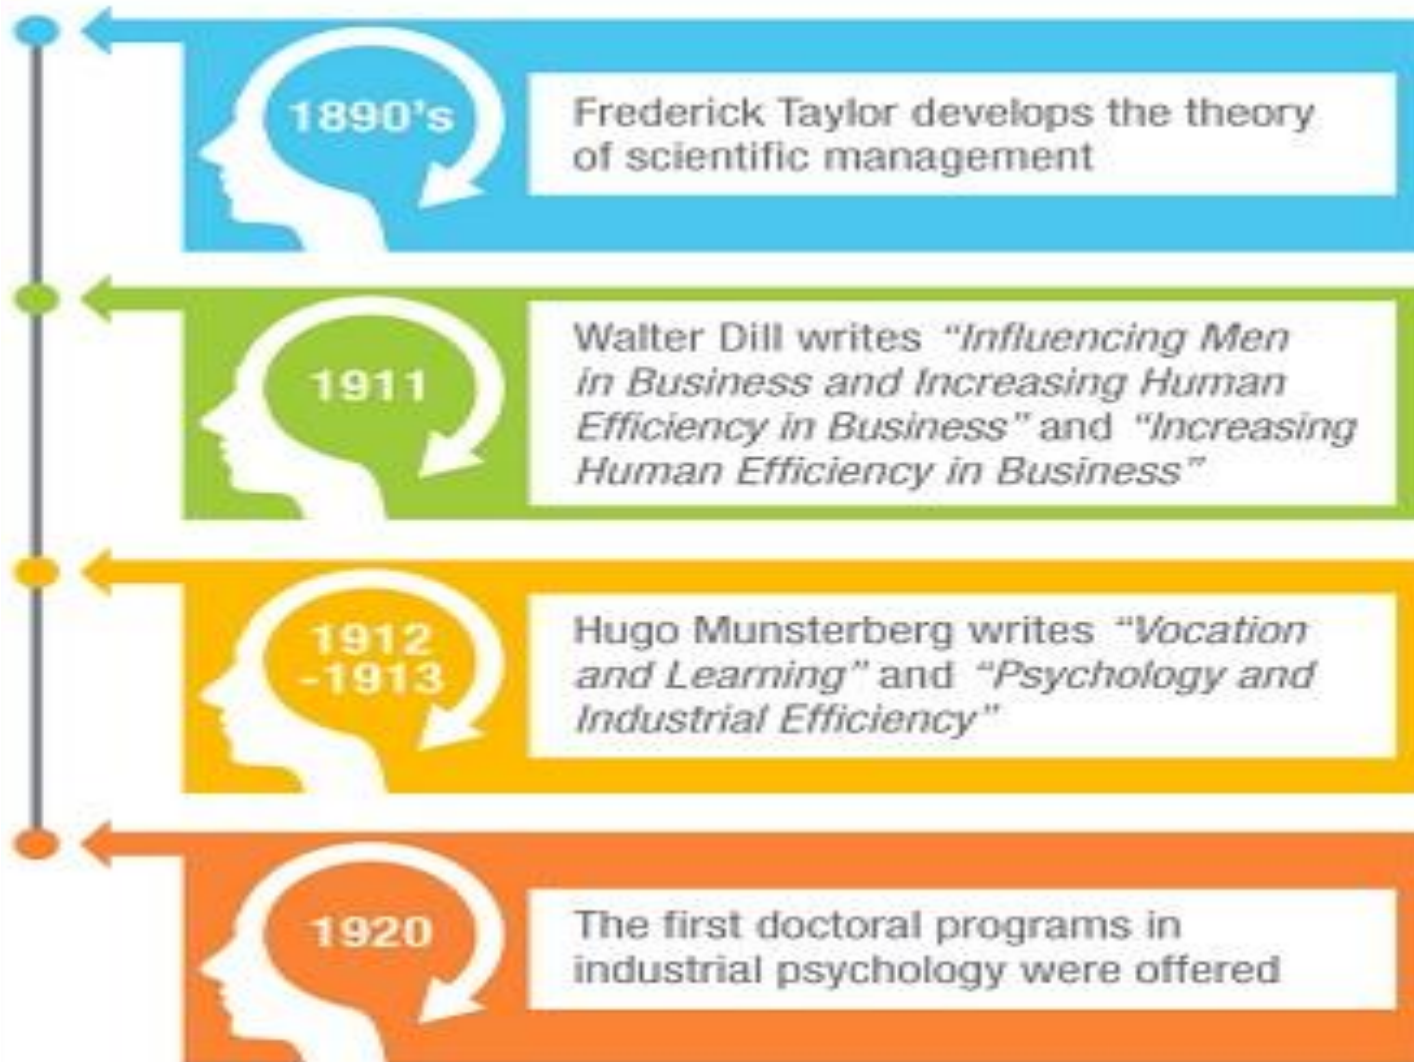 1890's
Frederick Taylor develops the theory
of scientific management
1911
Walter Dill writes “Influencing Men
in Business and Increasing Human
Efficiency in Business” and “Increasing
Human Efficiency in Business”
1912
-1913
Hugo Munsterberg writes “Vocation
and Learning” and “Psychology and
Industrial Efficiency”
1920
The first doctoral programs in
industrial psychology were offered